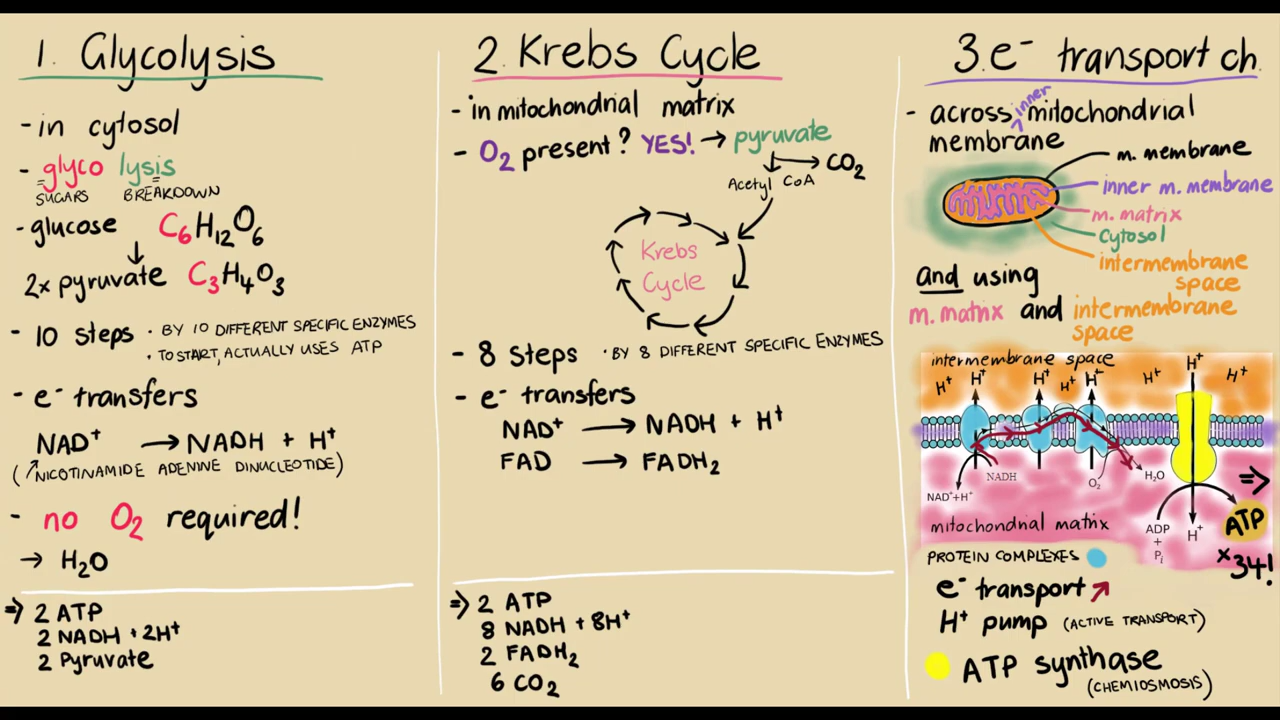 1. Glycolysis
- in cytosol
- glyco lysis
SUGARS BREAKDOWN
- glucose C6H12O6
↓
2x pyruvate C3H4O3
- 10 steps · BY 10 DIFFERENT SPECIFIC ENZYMES
· TO START, ACTUALLY USES ATP
- e- transfers
NAD+ → NADH + H+
(NICOTINAMIDE ADENINE DINUCLEOTIDE)
- no O2 required!
→ H2O
⇒ 2 ATP
2 NADH + 2H+
2 Pyruvate
2. Krebs Cycle
- in mitochondrial matrix
- O2 present? YES! → pyruvate
→ CO2
Acetyl CoA
Krebs
Cycle
- 8 steps · BY 8 DIFFERENT SPECIFIC ENZYMES
- e- transfers
NAD+ → NADH + H+
FAD → FADH2
⇒ 2 ATP
8 NADH + 8H+
2 FADH2
6 CO2
3. e- transport ch.
- across inner mitochondrial
membrane
m. membrane
inner m. membrane
m. matrix
cytosol
intermembrane
space
and using
m. matrix and intermembrane
space
intermembrane space
H+ H+ H+ H+ H+ H+ H+ H+
NADH
NAD+ + H+
O2
H2O
mitochondrial matrix
ADP
+
Pi
H+
⇒
ATP
x34!
PROTEIN COMPLEXES
e- transport
H+ pump (ACTIVE TRANSPORT)
ATP synthase
(CHEMIOSMOSIS)